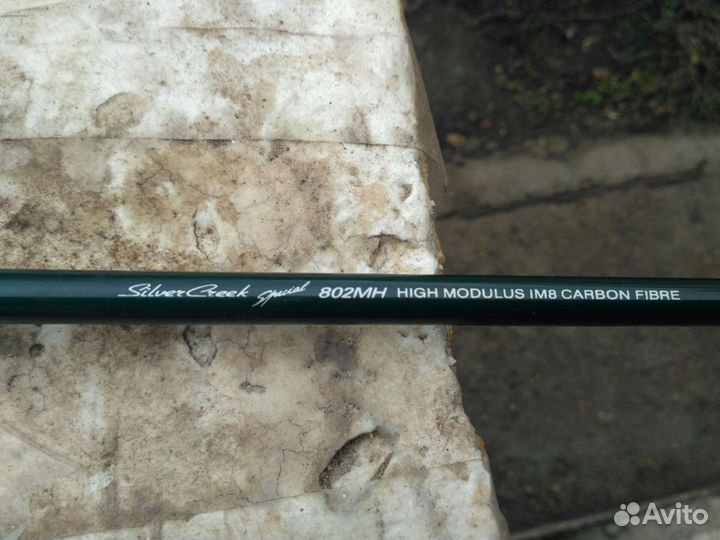 Silver Creek special 802MH HIGH MODULUS IM8 CARBON FIBRE
Avito